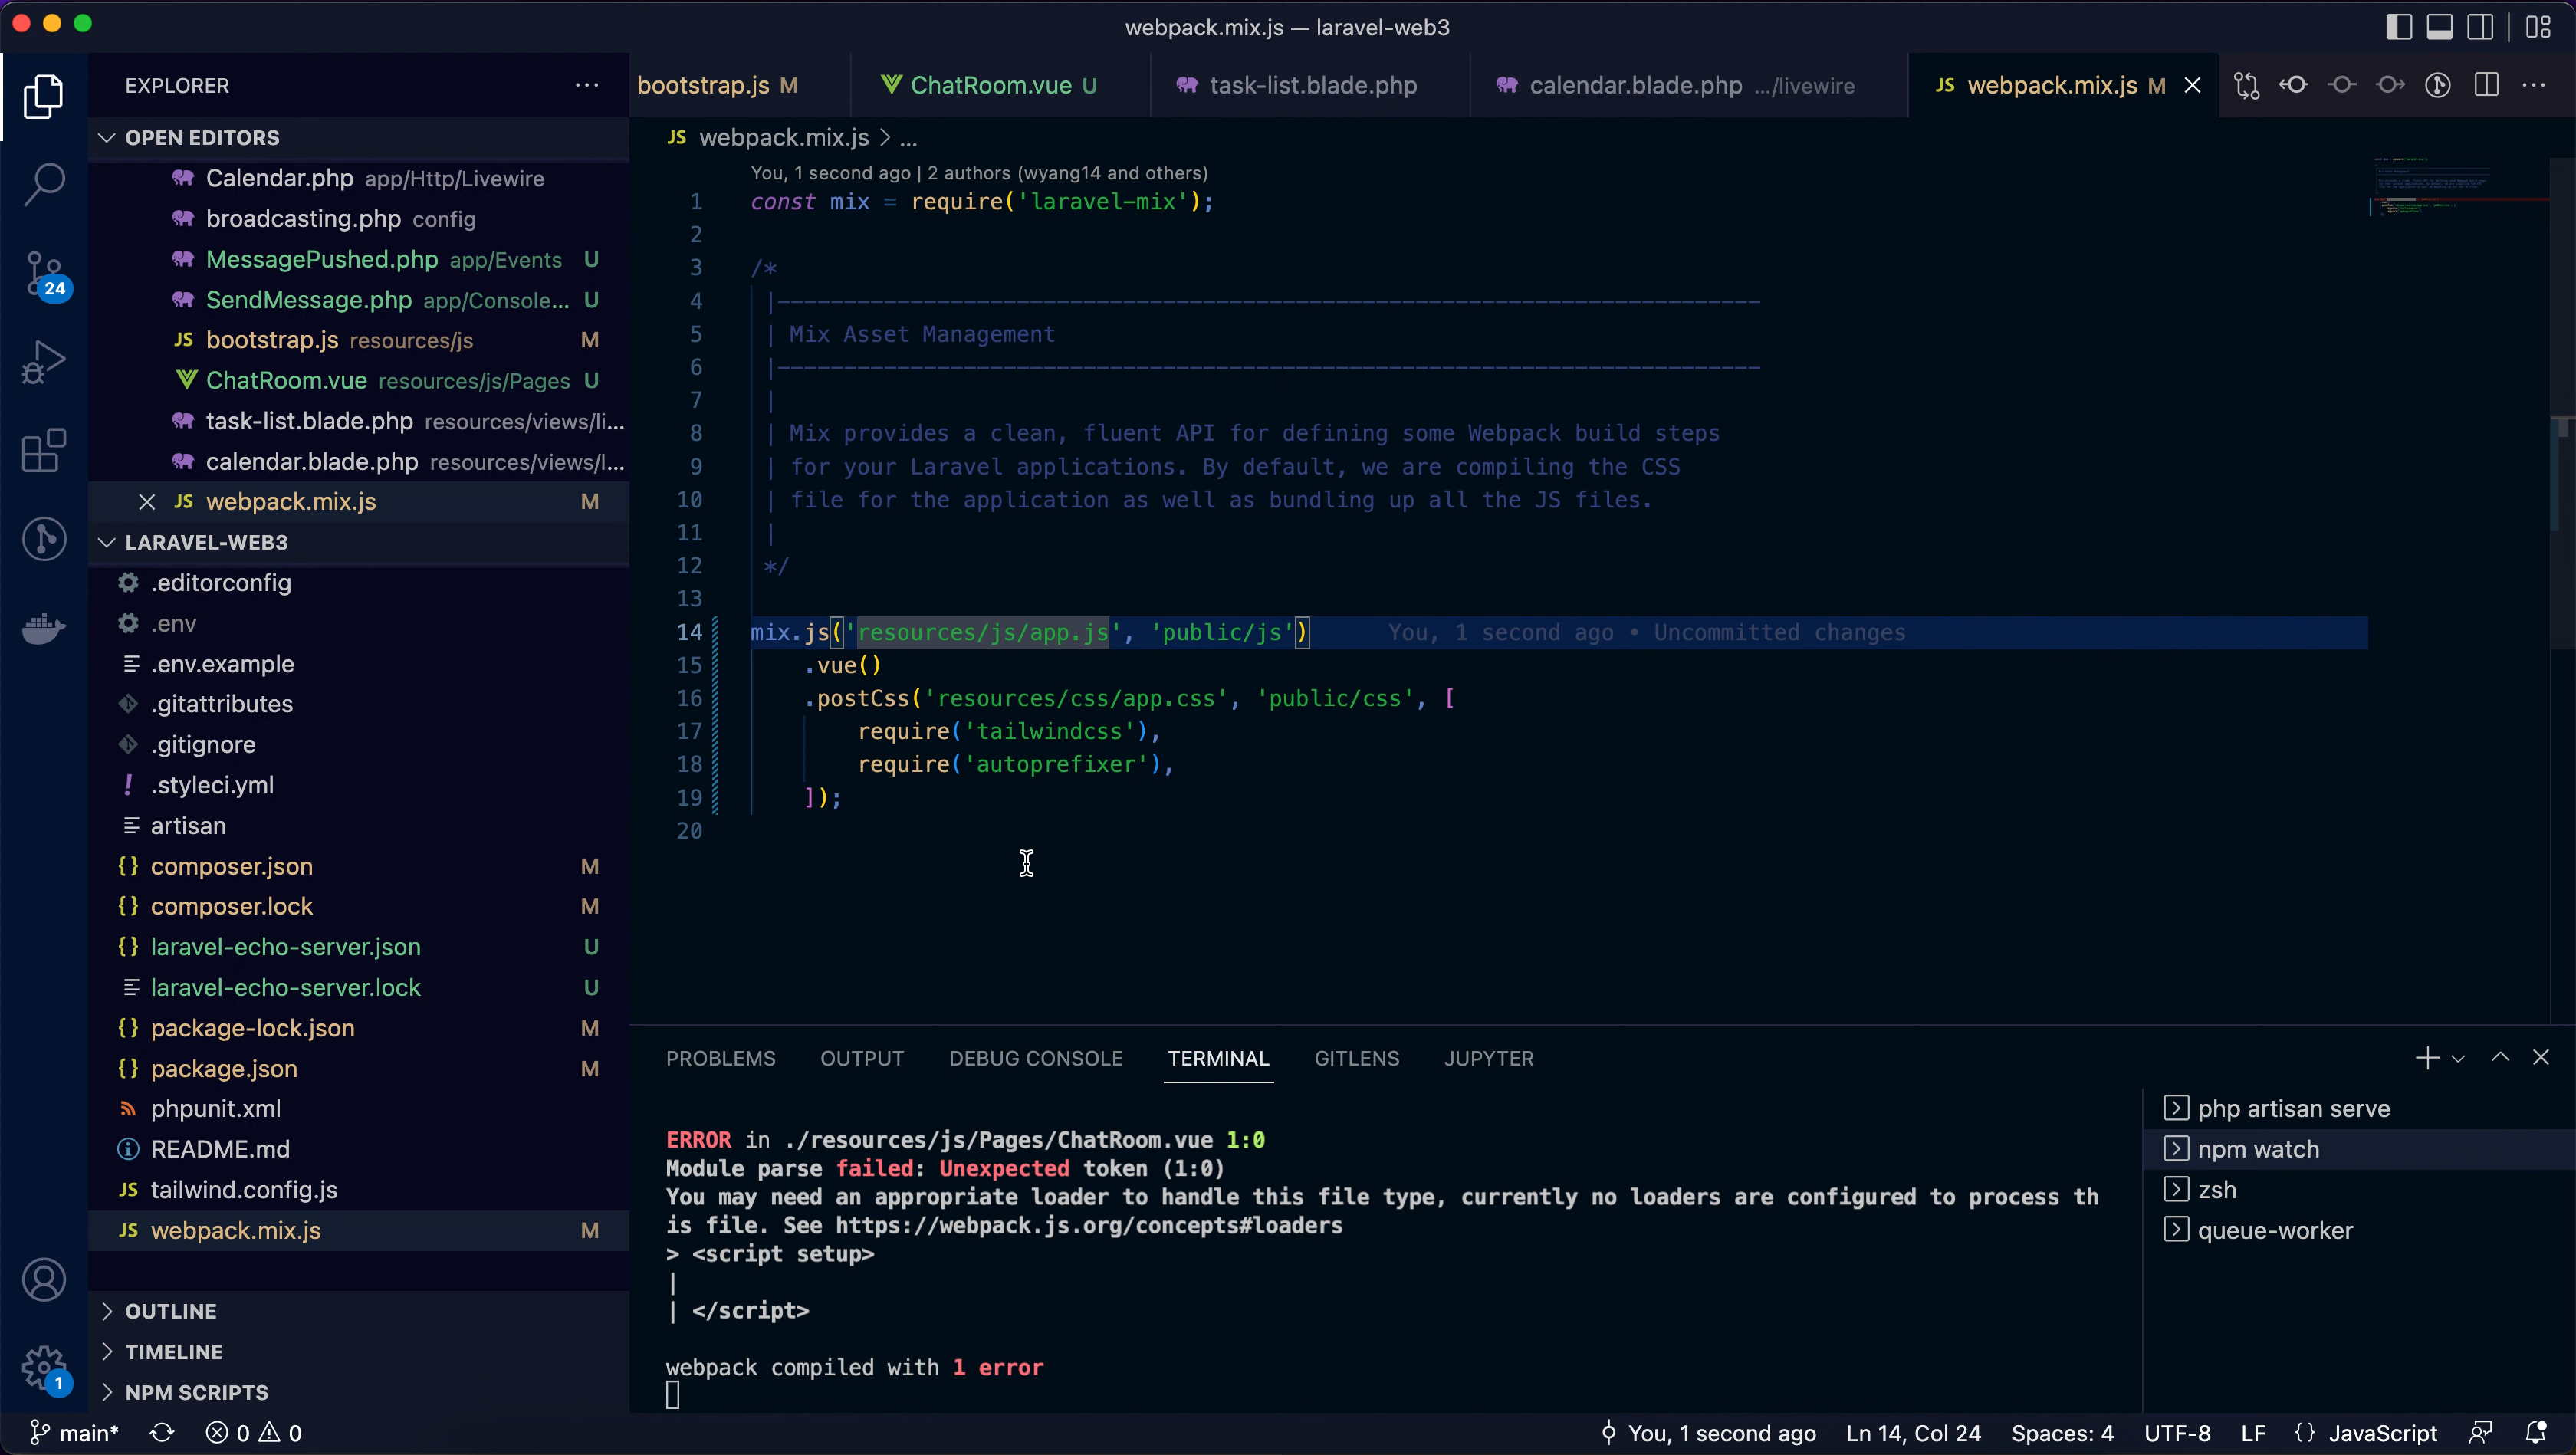 webpack.mix.js — laravel-web3
EXPLORER
OPEN EDITORS
Calendar.php app/Http/Livewire
broadcasting.php config
MessagePushed.php app/Events U
SendMessage.php app/Console... U
JS bootstrap.js resources/js M
ChatRoom.vue resources/js/Pages U
task-list.blade.php resources/views/li...
calendar.blade.php resources/views/l...
JS webpack.mix.js M
LARAVEL-WEB3
.editorconfig
.env
.env.example
.gitattributes
.gitignore
! .styleci.yml
artisan
{} composer.json M
{} composer.lock M
{} laravel-echo-server.json U
laravel-echo-server.lock U
{} package-lock.json M
{} package.json M
phpunit.xml
README.md
JS tailwind.config.js
JS webpack.mix.js M
OUTLINE
TIMELINE
NPM SCRIPTS
24
1
bootstrap.js M
ChatRoom.vue U
task-list.blade.php
calendar.blade.php .../livewire
JS webpack.mix.js M
JS webpack.mix.js > ...
You, 1 second ago | 2 authors (wyang14 and others)
1 const mix = require('laravel-mix');
2
3 /*
4 |--------------------------------------------------------------------------
5 | Mix Asset Management
6 |--------------------------------------------------------------------------
7 |
8 | Mix provides a clean, fluent API for defining some Webpack build steps
9 | for your Laravel applications. By default, we are compiling the CSS
10 | file for the application as well as bundling up all the JS files.
11 |
12 */
13
14 mix.js('resources/js/app.js', 'public/js') You, 1 second ago • Uncommitted changes
15 .vue()
16 .postCss('resources/css/app.css', 'public/css', [
17 require('tailwindcss'),
18 require('autoprefixer'),
19 ]);
20
PROBLEMS OUTPUT DEBUG CONSOLE TERMINAL GITLENS JUPYTER
ERROR in ./resources/js/Pages/ChatRoom.vue 1:0
Module parse failed: Unexpected token (1:0)
You may need an appropriate loader to handle this file type, currently no loaders are configured to process th
is file. See https://webpack.js.org/concepts#loaders
> <script setup>
|
| </script>
webpack compiled with 1 error
php artisan serve
npm watch
zsh
queue-worker
main* 0 0 You, 1 second ago Ln 14, Col 24 Spaces: 4 UTF-8 LF {} JavaScript